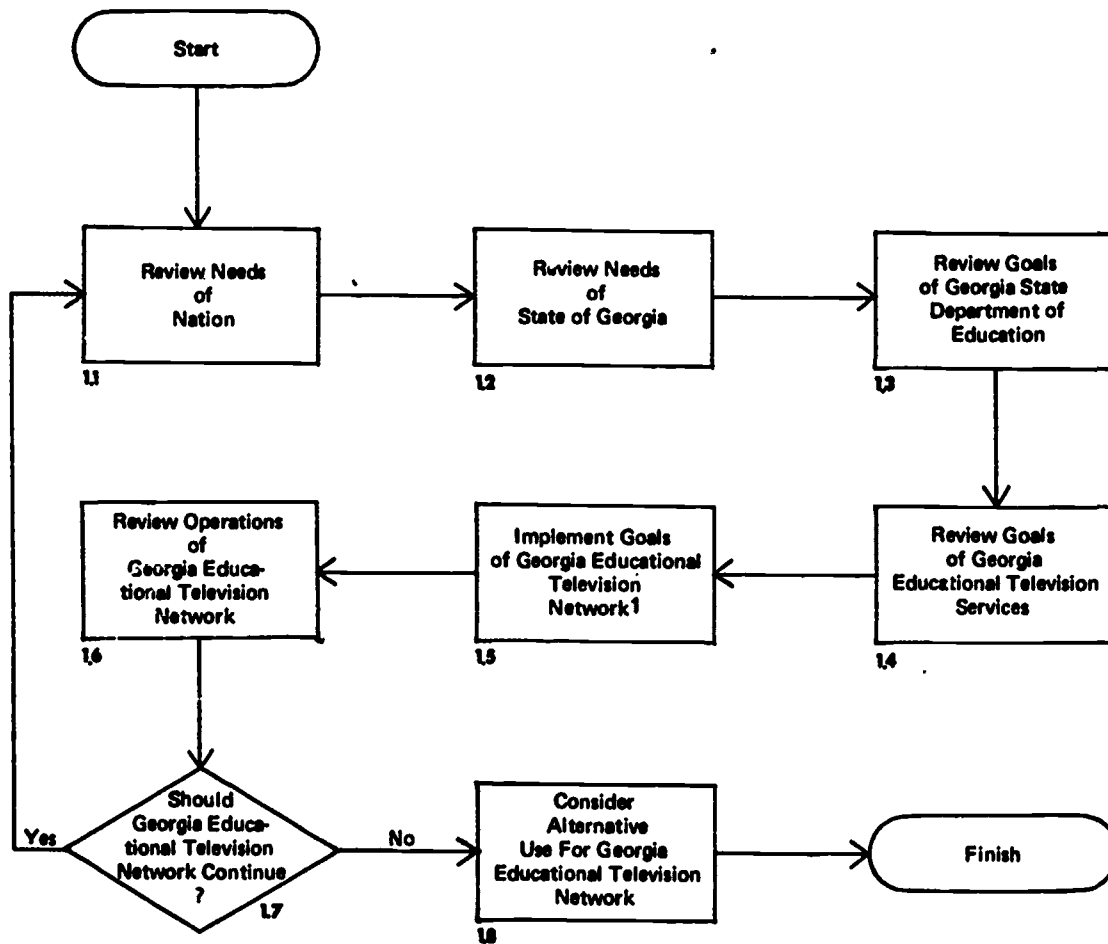 Start
Review Needs
of
Nation
1.1
Review Needs
of
State of Georgia
1.2
Review Goals
of Georgia State
Department of
Education
1.3
Review Goals
of Georgia
Educational Television
Services
1.4
Implement Goals
of Georgia Educational
Television
Network1
1.5
Review Operations
of
Georgia Educa-
tional Television
Network
1.6
Should
Georgia Educa-
tional Television
Network Continue
?
1.7
Yes
No
Consider
Alternative
Use For Georgia
Educational Television
Network
1.8
Finish